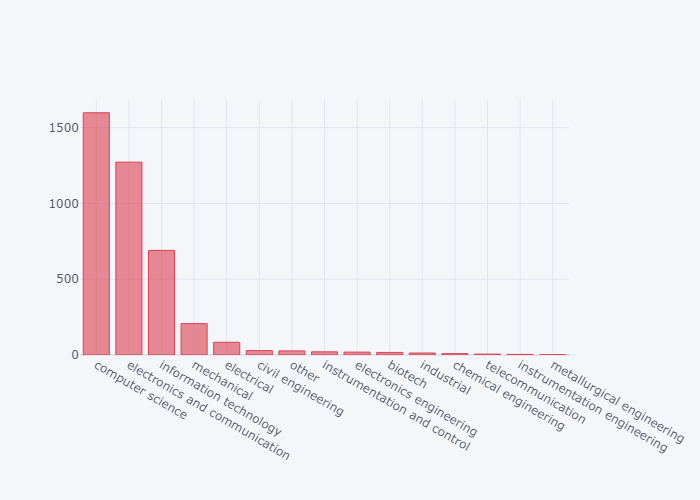 1500
1000
500
0
computer science
electronics and communication
information technology
mechanical
electrical
civil engineering
other
instrumentation and control
electronics engineering
biotech
industrial
chemical engineering
telecommunication
instrumentation engineering
metallurgical engineering